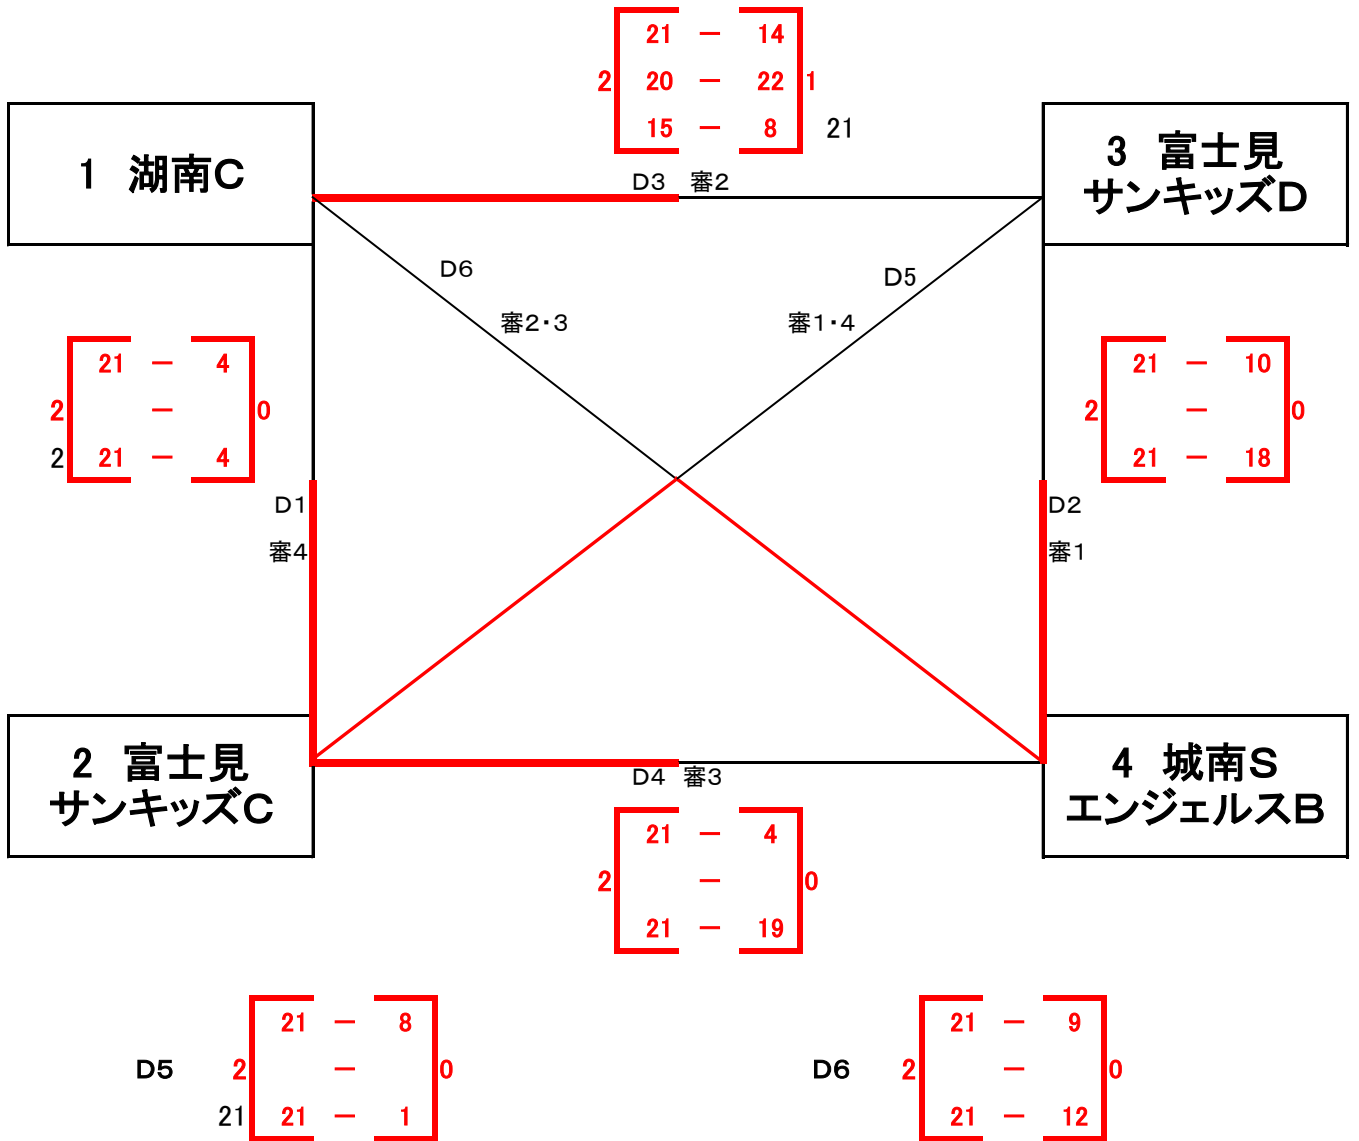 21 － 14
2 20 － 22 1
15 － 8 21
1 湖南C
3 富士見
サンキッズD
D3 審2
D6
審2・3
D5
審1・4
21 － 4
2 － 0
2 21 － 4
21 － 10
2 － 0
21 － 18
D1
審4
D2
審1
2 富士見
サンキッズC
4 城南S
エンジェルスB
D4 審3
21 － 4
2 － 0
21 － 19
21 － 8
D5 2 － 0
21 21 － 1
21 － 9
D6 2 － 0
21 － 12